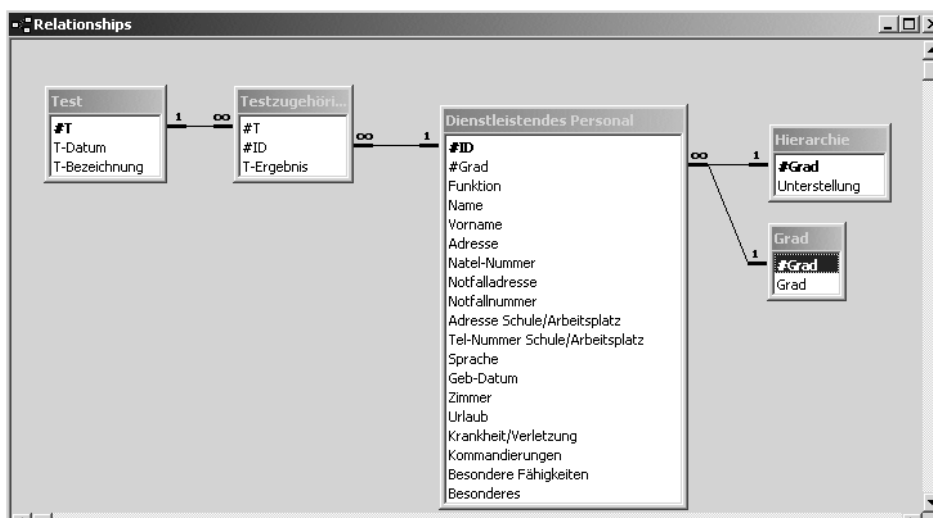 Relationships
Test
#T
T-Datum
T-Bezeichnung
1
∞
Testzugehöri...
#T
#ID
T-Ergebnis
∞
1
Dienstleistendes Personal
#ID
#Grad
Funktion
Name
Vorname
Adresse
Natel-Nummer
Notfalladresse
Notfallnummer
Adresse Schule/Arbeitsplatz
Tel-Nummer Schule/Arbeitsplatz
Sprache
Geb-Datum
Zimmer
Urlaub
Krankheit/Verletzung
Kommandierungen
Besondere Fähigkeiten
Besonderes
∞
1
Hierarchie
#Grad
Unterstellung
1
Grad
#Grad
Grad